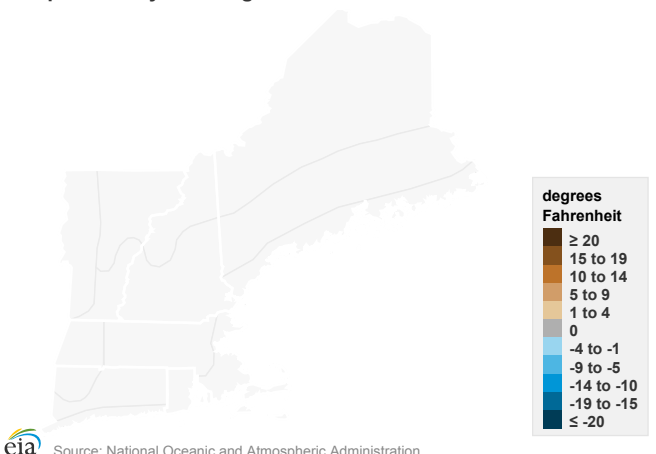 degrees
Fahrenheit
≥ 20
15 to 19
10 to 14
5 to 9
1 to 4
0
-4 to -1
-9 to -5
-14 to -10
-19 to -15
≤ -20
eia Source: National Oceanic and Atmospheric Administration